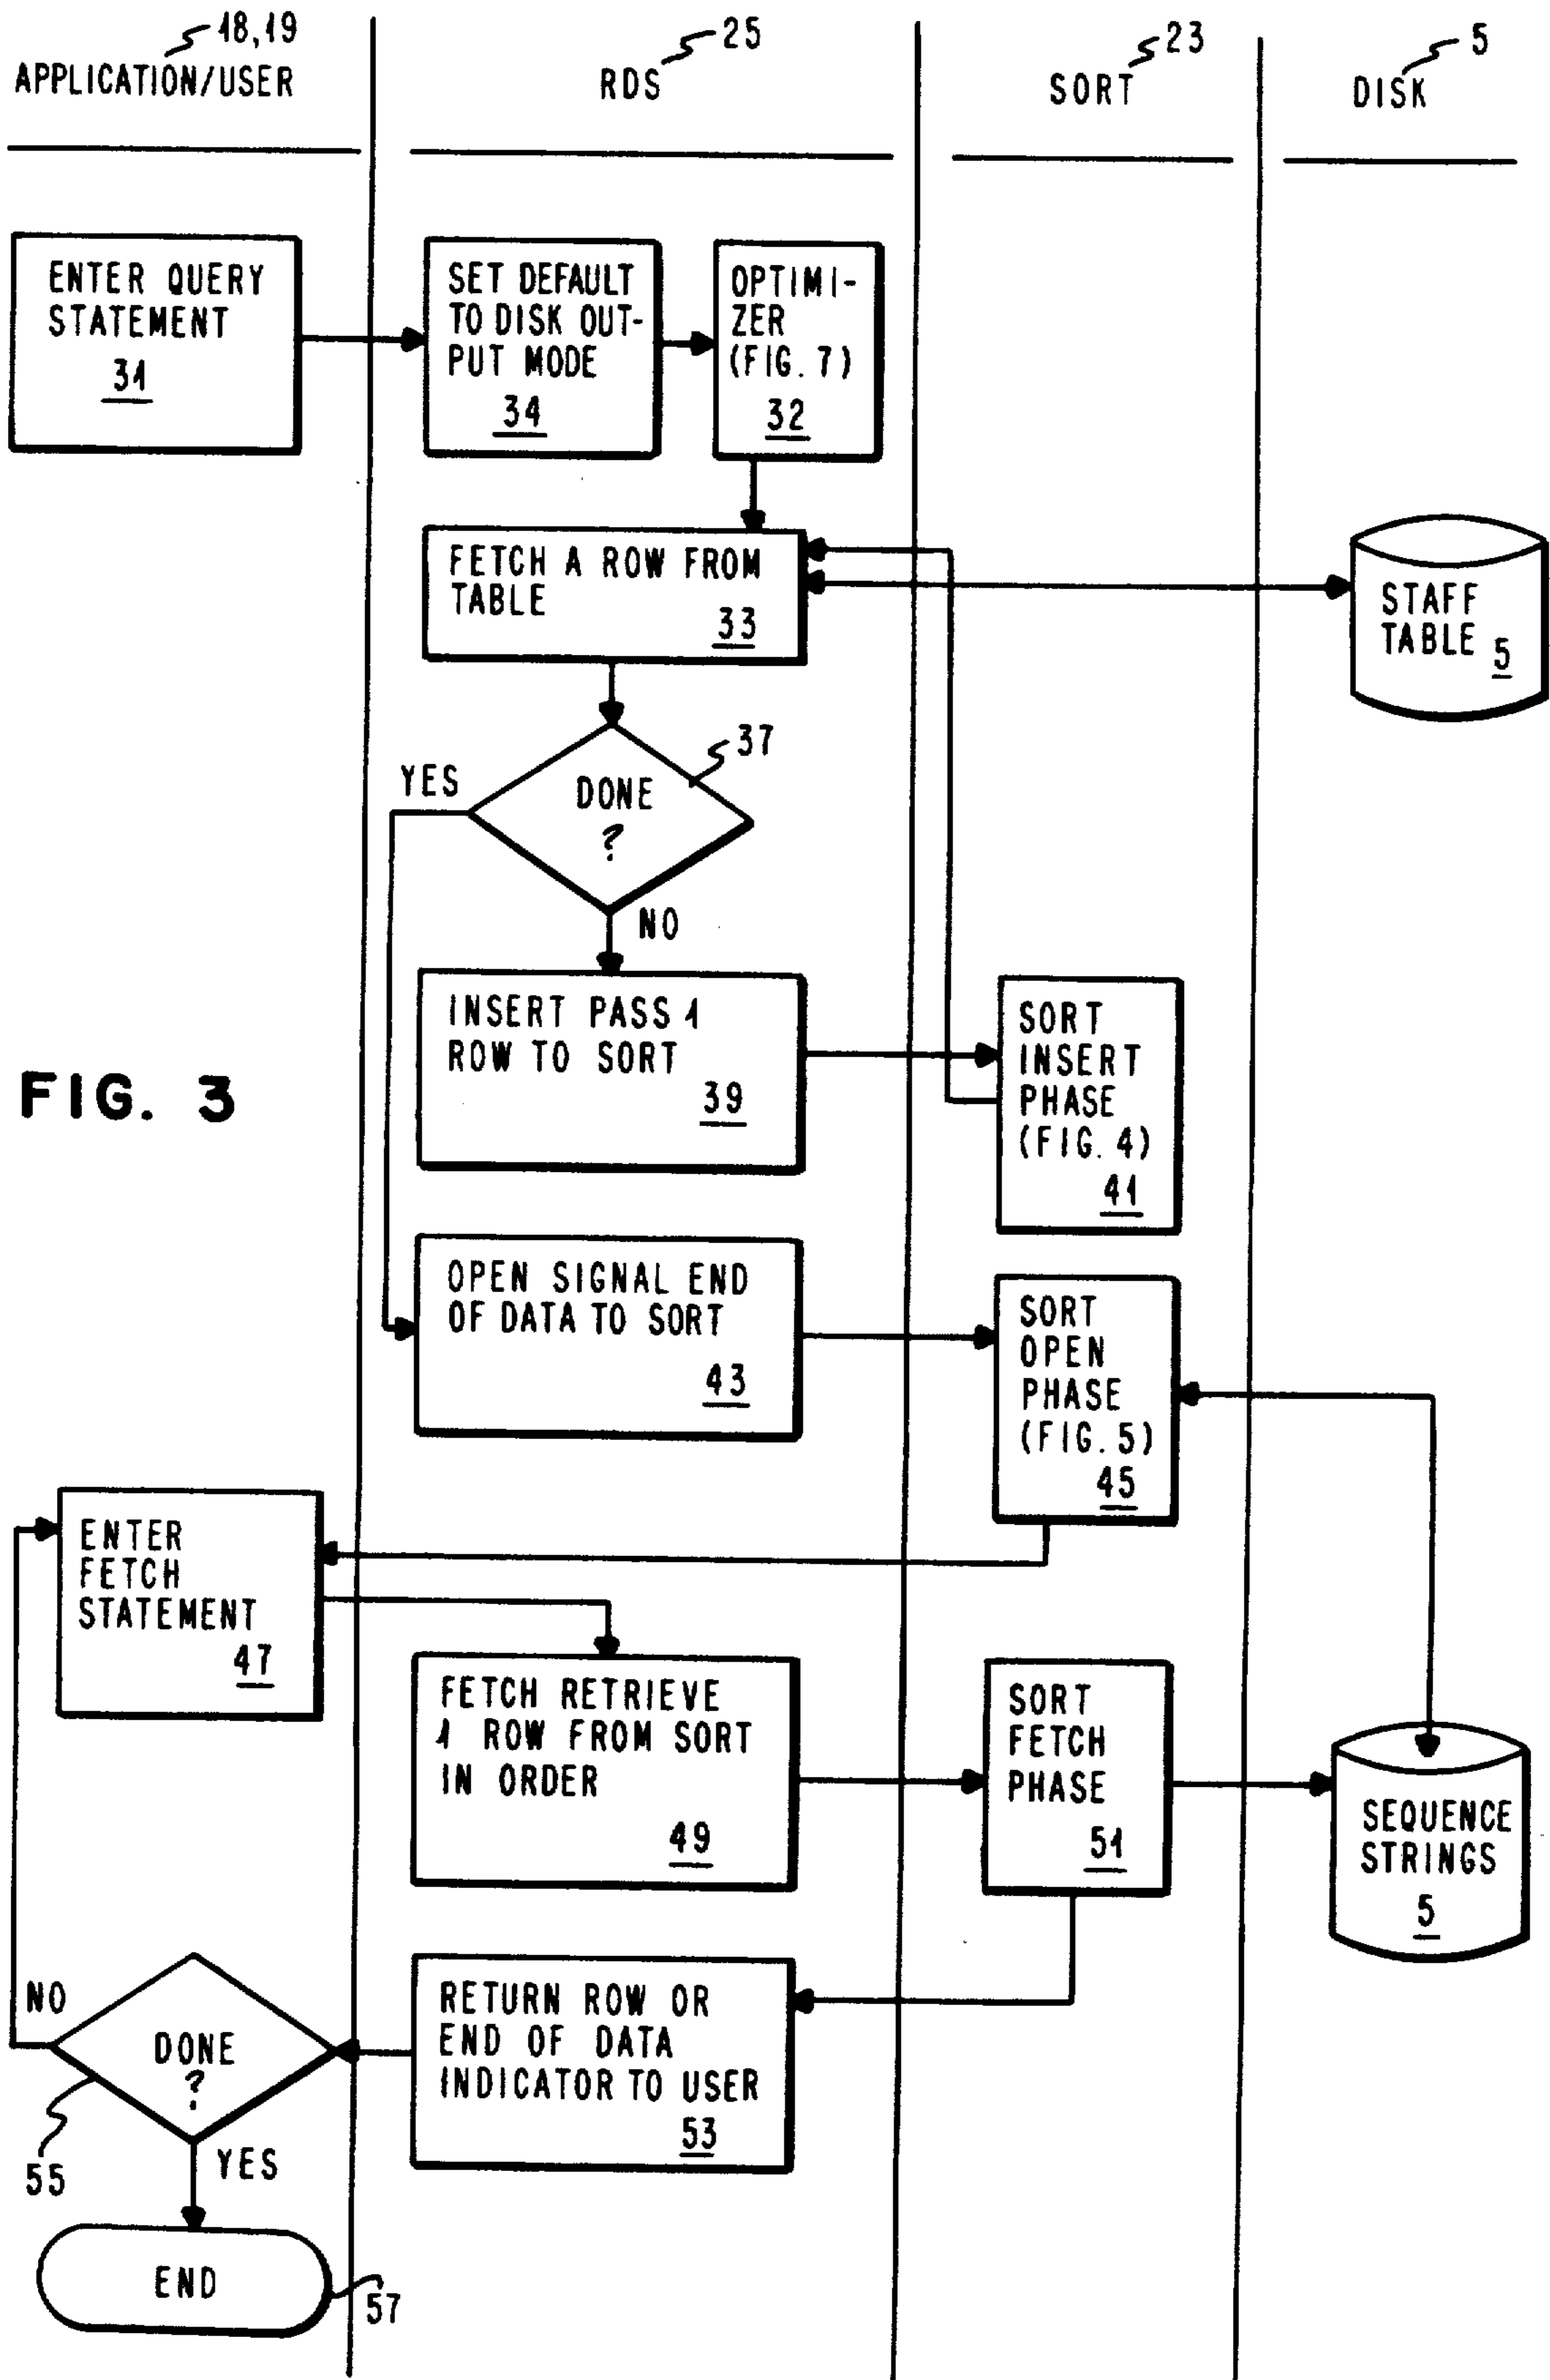 18,19
APPLICATION/USER
25
RDS
23
SORT
5
DISK
ENTER QUERY
STATEMENT
31
SET DEFAULT
TO DISK OUT-
PUT MODE
34
OPTIMI-
ZER
(FIG. 7)
32
FETCH A ROW FROM
TABLE
33
STAFF
TABLE
5
37
YES
DONE
?
NO
INSERT PASS 1
ROW TO SORT
39
SORT
INSERT
PHASE
(FIG. 4)
41
FIG. 3
OPEN SIGNAL END
OF DATA TO SORT
43
SORT
OPEN
PHASE
(FIG. 5)
45
ENTER
FETCH
STATEMENT
47
FETCH RETRIEVE
1 ROW FROM SORT
IN ORDER
49
SORT
FETCH
PHASE
51
SEQUENCE
STRINGS
5
NO
DONE
?
55
YES
RETURN ROW OR
END OF DATA
INDICATOR TO USER
53
END
57